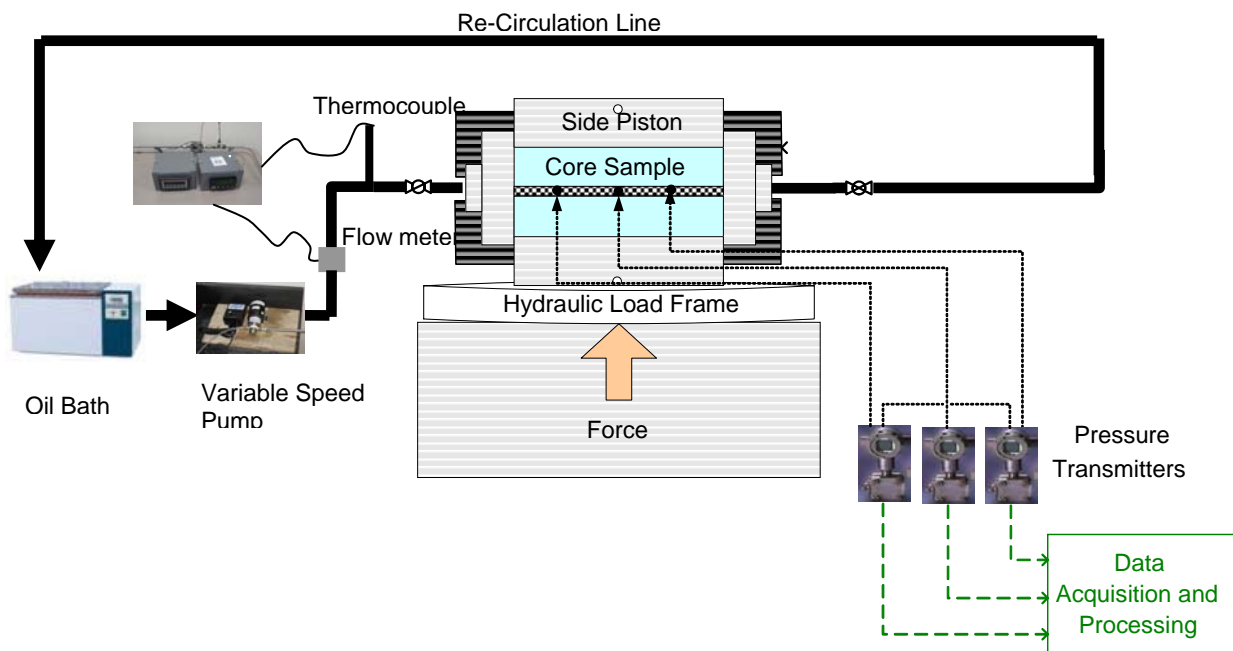 Re-Circulation Line
Thermocouple
Side Piston
Core Sample
Flow meter
Hydraulic Load Frame
Oil Bath
Variable Speed
Pump
Force
Pressure
Transmitters
Data
Acquisition and
Processing